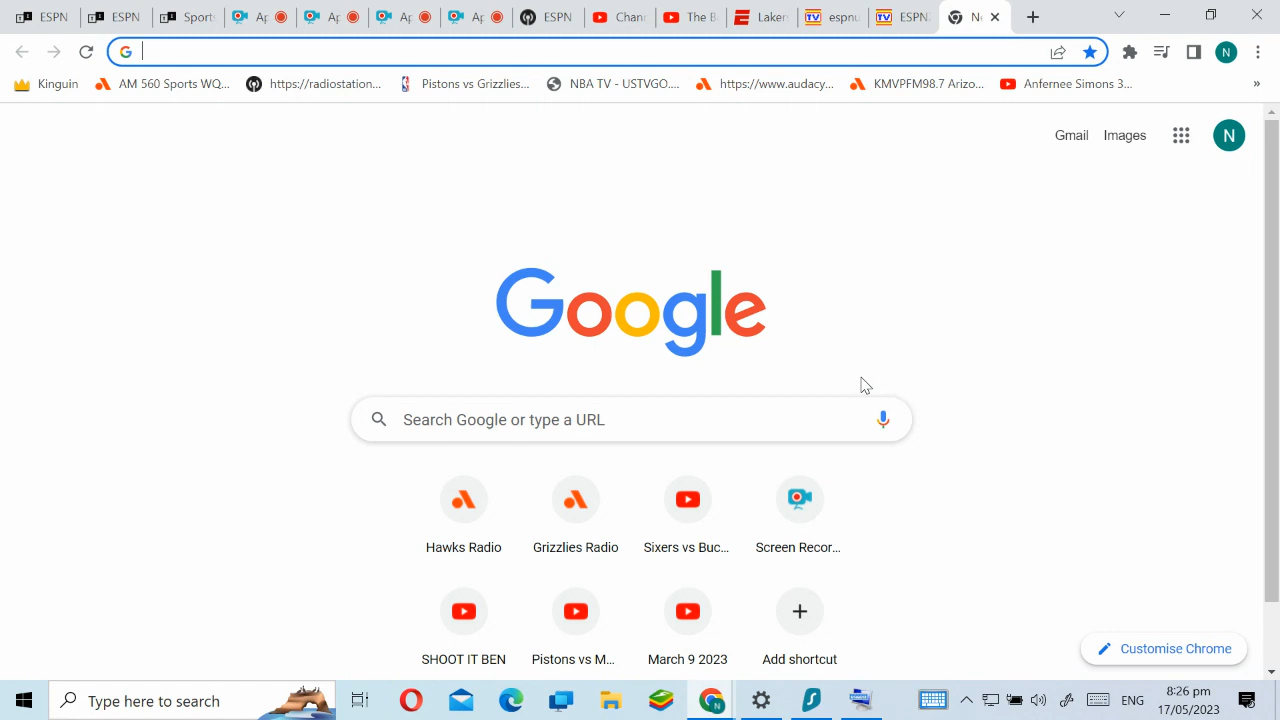 ESPN ESPN Sports Ap Ap Ap Ap ESPN Chan The B Laker espnu ESPN Ne
Kinguin AM 560 Sports WQ... https://radiostation... Pistons vs Grizzlies... NBA TV - USTVGO.... https://www.audacy... KMVPFM98.7 Arizo... Anfernee Simons 3... »
N
Gmail Images N
Google
Search Google or type a URL
Hawks Radio Grizzlies Radio Sixers vs Buc... Screen Recor...
SHOOT IT BEN Pistons vs M... March 9 2023 Add shortcut
Customise Chrome
Type here to search ENG 8:26 pm
17/05/2023